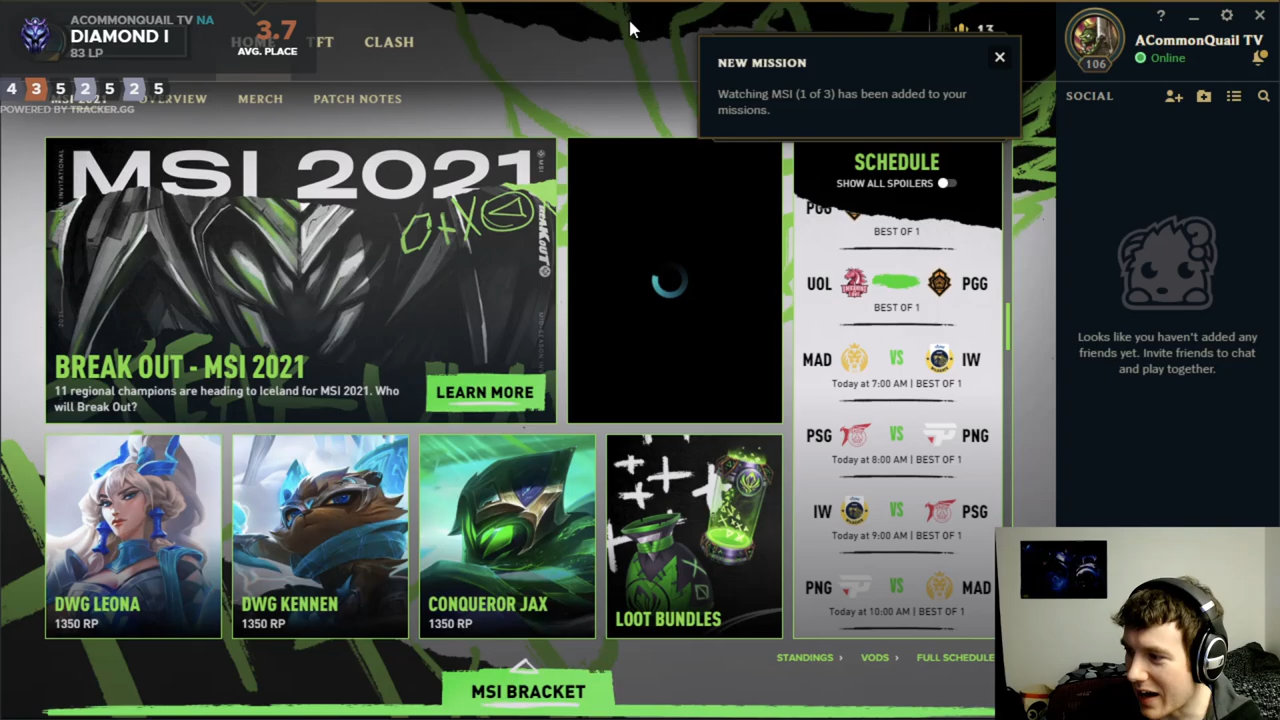 ACOMMONQUAIL TV NA
DIAMOND I
83 LP
3.7
AVG. PLACE
4 3 5 2 5 2 5
POWERED BY TRACKER.GG
HOME
TFT
CLASH
13
MSI 2021
OVERVIEW
MERCH
PATCH NOTES
NEW MISSION
Watching MSI (1 of 3) has been added to your
missions.
106
?
ACommonQuail TV
Online
SOCIAL
Looks like you haven't added any
friends yet. Invite friends to chat
and play together.
MSI 2021
BREAK OUT - MSI 2021
11 regional champions are heading to Iceland for MSI 2021. Who
will Break Out?
LEARN MORE
DWG LEONA
1350 RP
DWG KENNEN
1350 RP
CONQUEROR JAX
1350 RP
LOOT BUNDLES
SCHEDULE
SHOW ALL SPOILERS
BEST OF 1
UOL PGG
BEST OF 1
MAD VS IW
Today at 7:00 AM | BEST OF 1
PSG VS PNG
Today at 8:00 AM | BEST OF 1
IW VS PSG
Today at 9:00 AM | BEST OF 1
PNG VS MAD
Today at 10:00 AM | BEST OF 1
STANDINGS
VODS
FULL SCHEDULE
MSI BRACKET